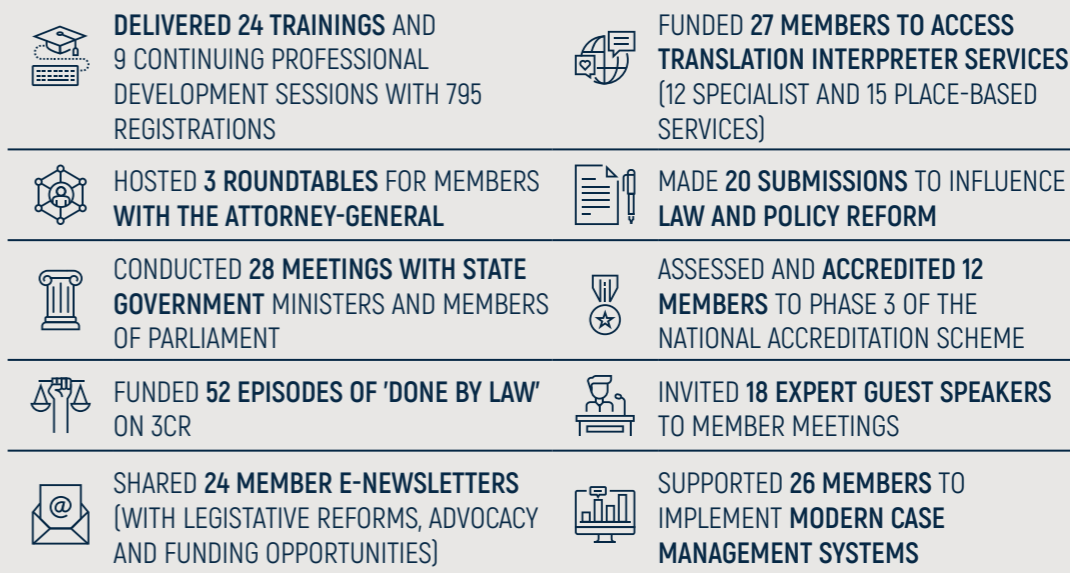 DELIVERED 24 TRAININGS AND
9 CONTINUING PROFESSIONAL
DEVELOPMENT SESSIONS WITH 795
REGISTRATIONS
FUNDED 27 MEMBERS TO ACCESS
TRANSLATION INTERPRETER SERVICES
(12 SPECIALIST AND 15 PLACE-BASED
SERVICES)
HOSTED 3 ROUNDTABLES FOR MEMBERS
WITH THE ATTORNEY-GENERAL
MADE 20 SUBMISSIONS TO INFLUENCE
LAW AND POLICY REFORM
CONDUCTED 28 MEETINGS WITH STATE
GOVERNMENT MINISTERS AND MEMBERS
OF PARLIAMENT
ASSESSED AND ACCREDITED 12
MEMBERS TO PHASE 3 OF THE
NATIONAL ACCREDITATION SCHEME
FUNDED 52 EPISODES OF 'DONE BY LAW'
ON 3CR
INVITED 18 EXPERT GUEST SPEAKERS
TO MEMBER MEETINGS
@
SHARED 24 MEMBER E-NEWSLETTERS
(WITH LEGISTATIVE REFORMS, ADVOCACY
AND FUNDING OPPORTUNITIES)
SUPPORTED 26 MEMBERS TO
IMPLEMENT MODERN CASE
MANAGEMENT SYSTEMS